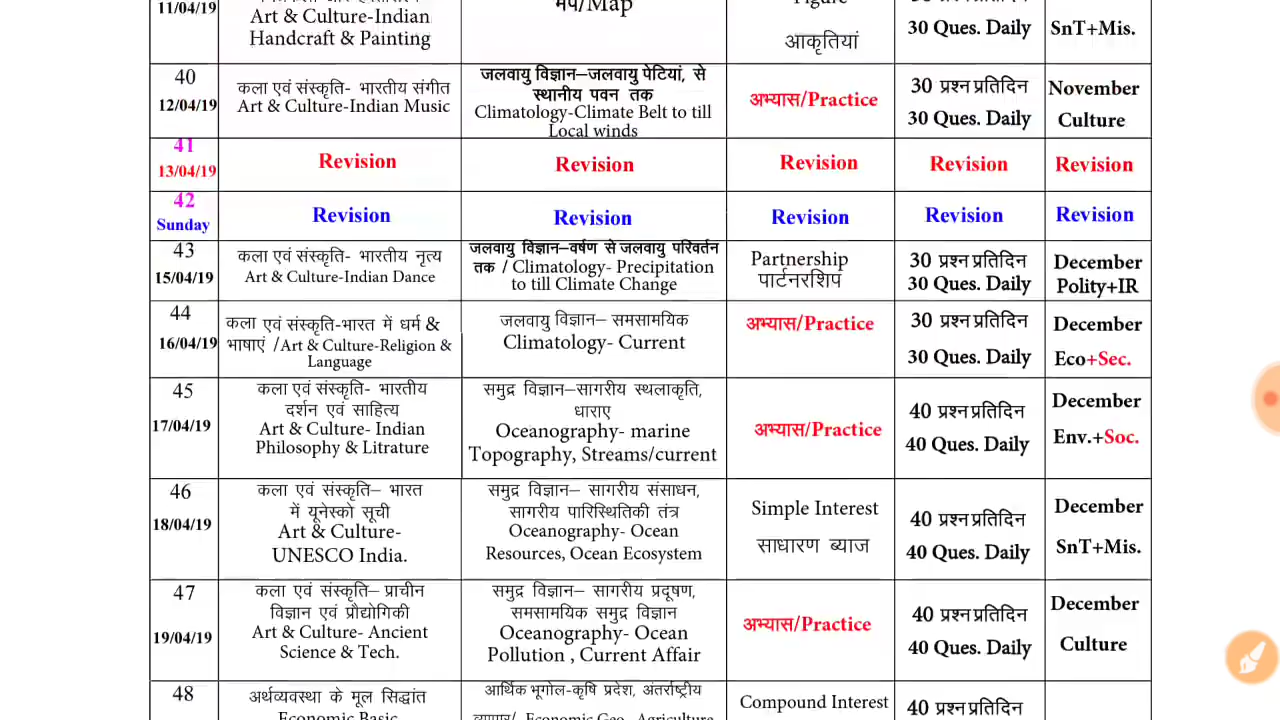 11/04/19
Art & Culture-Indian
Handcraft & Painting
मैप/Map
आकृतियां
30 Ques. Daily
SnT+Mis.
40
12/04/19
कला एवं संस्कृति- भारतीय संगीत
Art & Culture-Indian Music
जलवायु विज्ञान–जलवायु पेटियां, से
स्थानीय पवन तक
Climatology-Climate Belt to till
Local winds
अभ्यास/Practice
30 प्रश्न प्रतिदिन
30 Ques. Daily
November
Culture
41
13/04/19
Revision
Revision
Revision
Revision
Revision
42
Sunday
Revision
Revision
Revision
Revision
Revision
43
15/04/19
कला एवं संस्कृति- भारतीय नृत्य
Art & Culture-Indian Dance
जलवायु विज्ञान–वर्षण से जलवायु परिवर्तन
तक / Climatology- Precipitation
to till Climate Change
Partnership
पार्टनरशिप
30 प्रश्न प्रतिदिन
30 Ques. Daily
December
Polity+IR
44
16/04/19
कला एवं संस्कृति-भारत में धर्म &
भाषाएं /Art & Culture-Religion &
Language
जलवायु विज्ञान– समसामयिक
Climatology- Current
अभ्यास/Practice
30 प्रश्न प्रतिदिन
30 Ques. Daily
December
Eco+Sec.
45
17/04/19
कला एवं संस्कृति- भारतीय
दर्शन एवं साहित्य
Art & Culture- Indian
Philosophy & Litrature
समुद्र विज्ञान–सागरीय स्थलाकृति,
धाराए
Oceanography- marine
Topography, Streams/current
अभ्यास/Practice
40 प्रश्न प्रतिदिन
40 Ques. Daily
December
Env.+Soc.
46
18/04/19
कला एवं संस्कृति– भारत
में यूनेस्को सूची
Art & Culture-
UNESCO India.
समुद्र विज्ञान– सागरीय संसाधन,
सागरीय पारिस्थितिकी तंत्र
Oceanography- Ocean
Resources, Ocean Ecosystem
Simple Interest
साधारण ब्याज
40 प्रश्न प्रतिदिन
40 Ques. Daily
December
SnT+Mis.
47
19/04/19
कला एवं संस्कृति– प्राचीन
विज्ञान एवं प्रौद्योगिकी
Art & Culture- Ancient
Science & Tech.
समुद्र विज्ञान– सागरीय प्रदूषण,
समसामयिक समुद्र विज्ञान
Oceanography- Ocean
Pollution , Current Affair
अभ्यास/Practice
40 प्रश्न प्रतिदिन
40 Ques. Daily
December
Culture
48
अर्थव्यवस्था के मूल सिद्धांत
Economic Basic
आर्थिक भूगोल-कृषि प्रदेश, अंतर्राष्ट्रीय
व्यापार/ Economic Geo- Agriculture
Compound Interest
40 प्रश्न प्रतिदिन